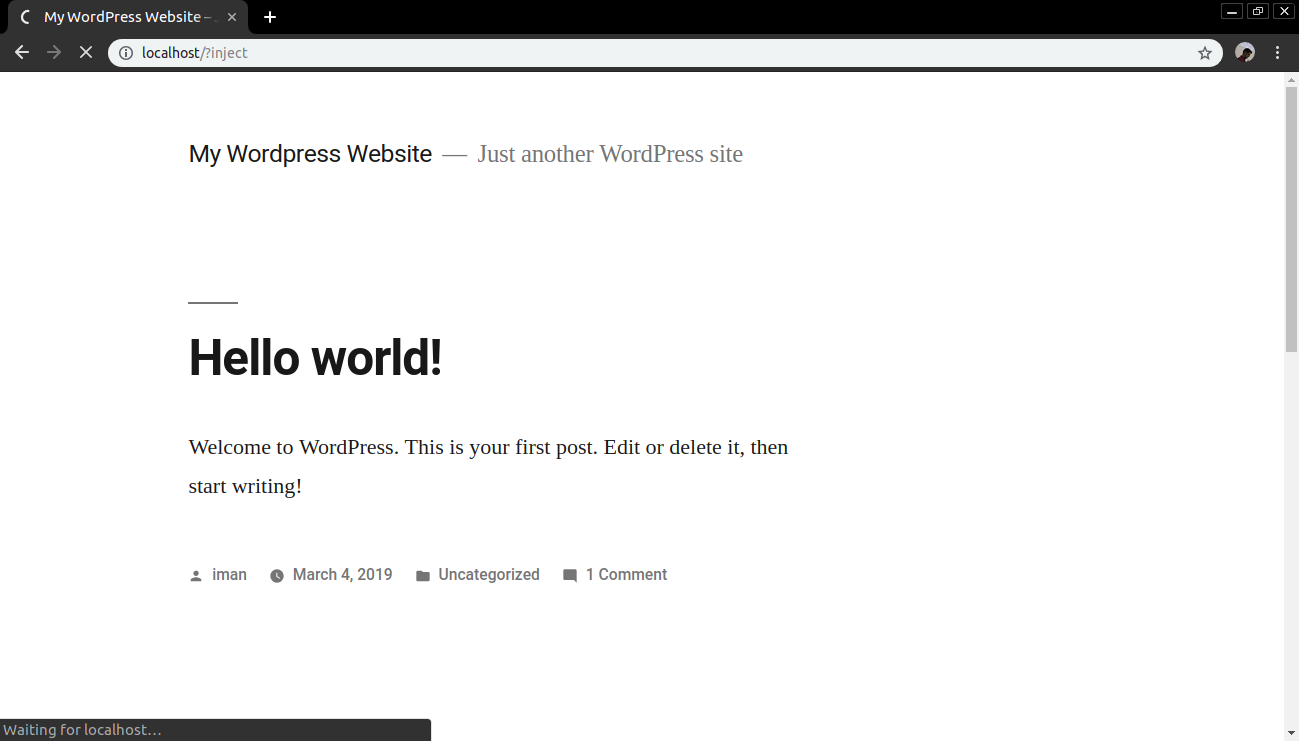 My WordPress Website –
localhost/?inject
My Wordpress Website — Just another WordPress site
Hello world!
Welcome to WordPress. This is your first post. Edit or delete it, then
start writing!
iman March 4, 2019 Uncategorized 1 Comment
Waiting for localhost...